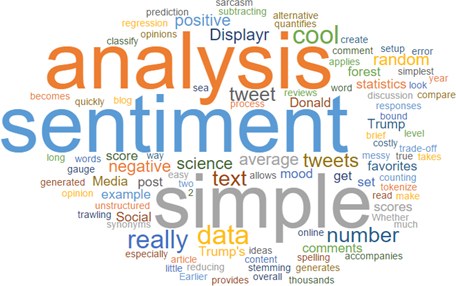 sarcasm
prediction subtracting alternative
regression positive quantifies
opinions Displayr cool create
classify comment setup error
analysis applies random year
sea forest simplest
becomes tweet reviews word statistics look
quickly blog process Donald discussion compare
sentiment responses
bound
Trump
costly brief level
long words score way average tweets messy true trade-off takes
gauge negative science mood get favorites
generated Media post easy text allows set counting tokenize
opinion example two 2 simple read make
unstructured Social scores Whether
trawling synonyms much
really data online number
Trump's ideas comments
especially article content spelling accompanies
little reducing stemming generates
Earlier provides overall thousands